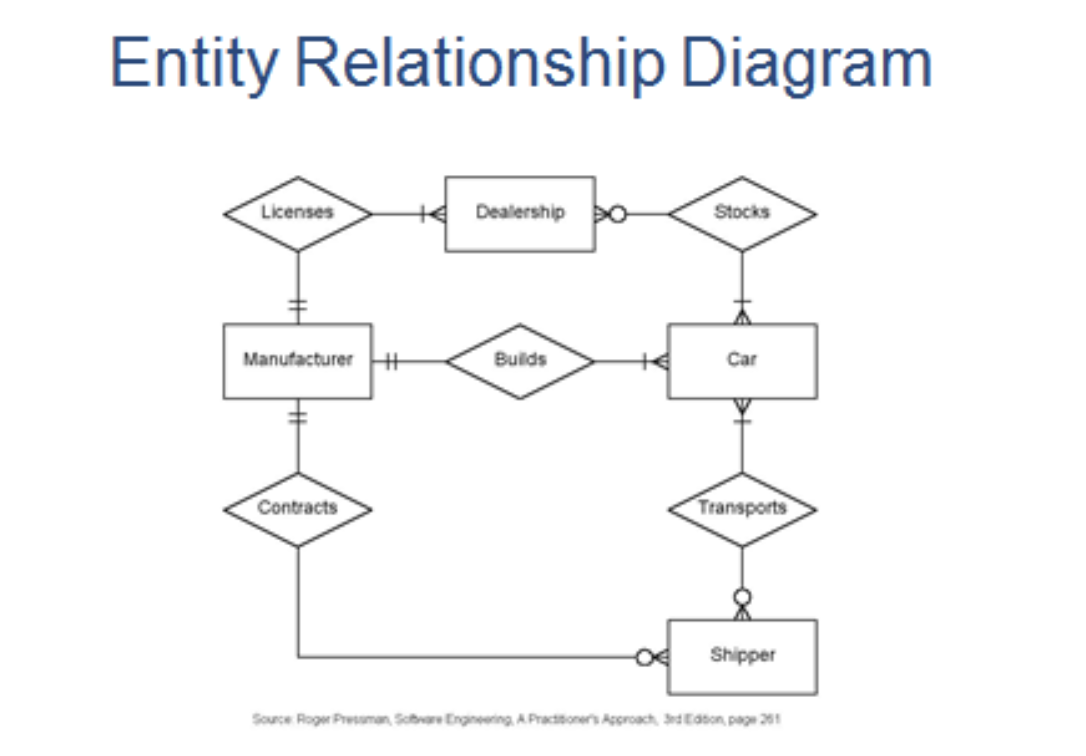 Entity Relationship Diagram
Licenses
Dealership
Stocks
Manufacturer
Builds
Car
Contracts
Transports
Shipper
Source: Roger Pressman, Software Engineering, A Practitioner's Approach, 3rd Edition, page 261